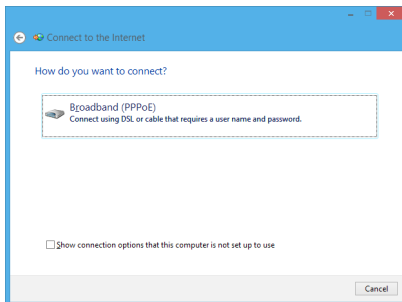 Connect to the Internet
How do you want to connect?
Broadband (PPPoE)
Connect using DSL or cable that requires a user name and password.
Show connection options that this computer is not set up to use
Cancel